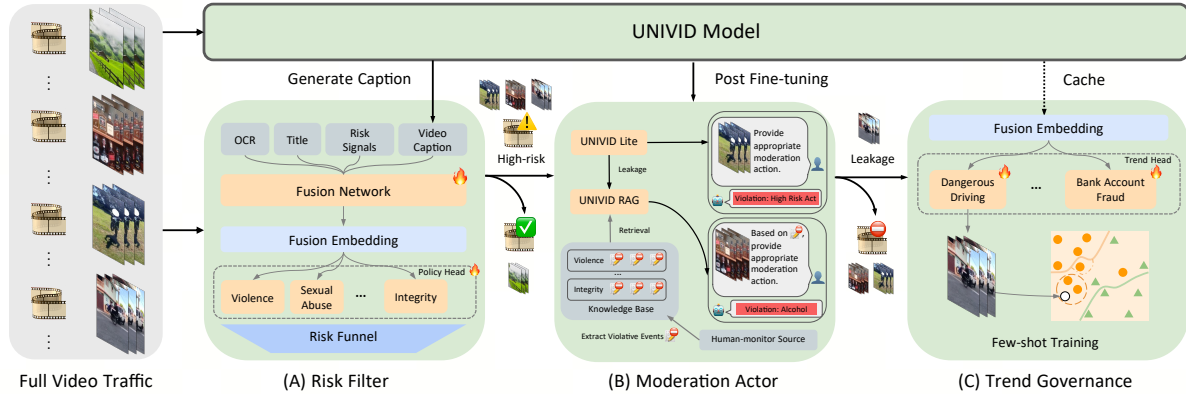 UNIVID Model
Generate Caption
Post Fine-tuning
Cache
OCR
Title
Risk
Signals
Video
Caption
Fusion Network
Fusion Embedding
Policy Head
Violence
Sexual
Abuse
...
Integrity
Risk Funnel
High-risk
UNIVID Lite
Leakage
UNIVID RAG
Retrieval
Violence
...
Integrity
Knowledge Base
Extract Violative Events
Human-monitor Source
Provide
appropriate
moderation
action.
Violation: High Risk Act
Based on ,
provide
appropriate
moderation
action.
Violation: Alcohol
Leakage
Fusion Embedding
Trend Head
Dangerous
Driving
...
Bank Account
Fraud
Few-shot Training
Full Video Traffic
(A) Risk Filter
(B) Moderation Actor
(C) Trend Governance